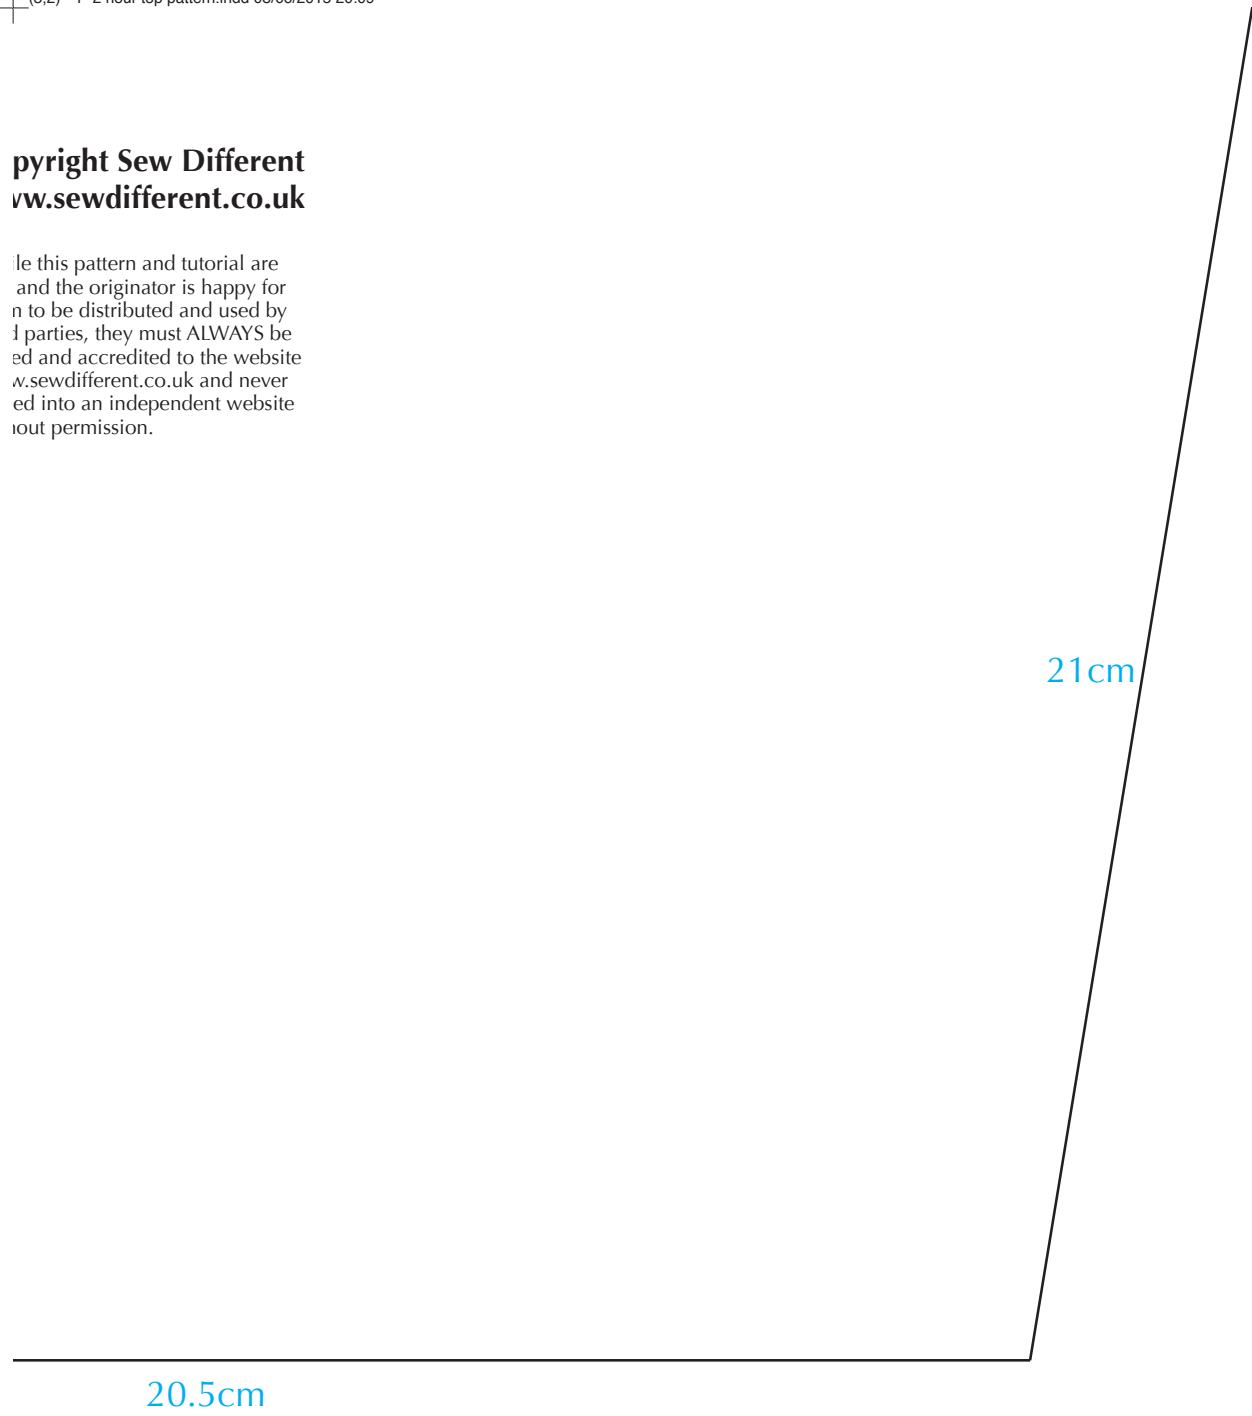 pyright Sew Different
w.sewdifferent.co.uk
ile this pattern and tutorial are
and the originator is happy for
to be distributed and used by
parties, they must ALWAYS be
ed and accredited to the website
w.sewdifferent.co.uk and never
ed into an independent website
out permission.
21cm
20.5cm